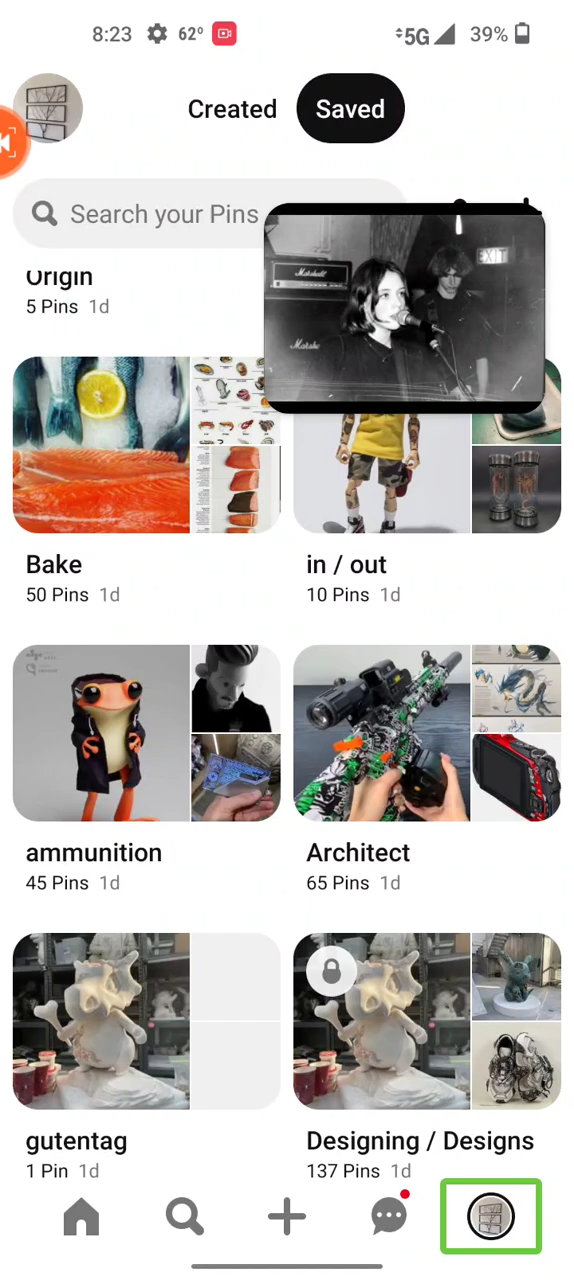 8:23 62° 5G 39%
Created Saved
Search your Pins
Origin
5 Pins 1d
EXIT
Marshall
Marsha
Bake
50 Pins 1d
in / out
10 Pins 1d
ammunition
45 Pins 1d
Architect
65 Pins 1d
gutentag
1 Pin 1d
Designing / Designs
137 Pins 1d